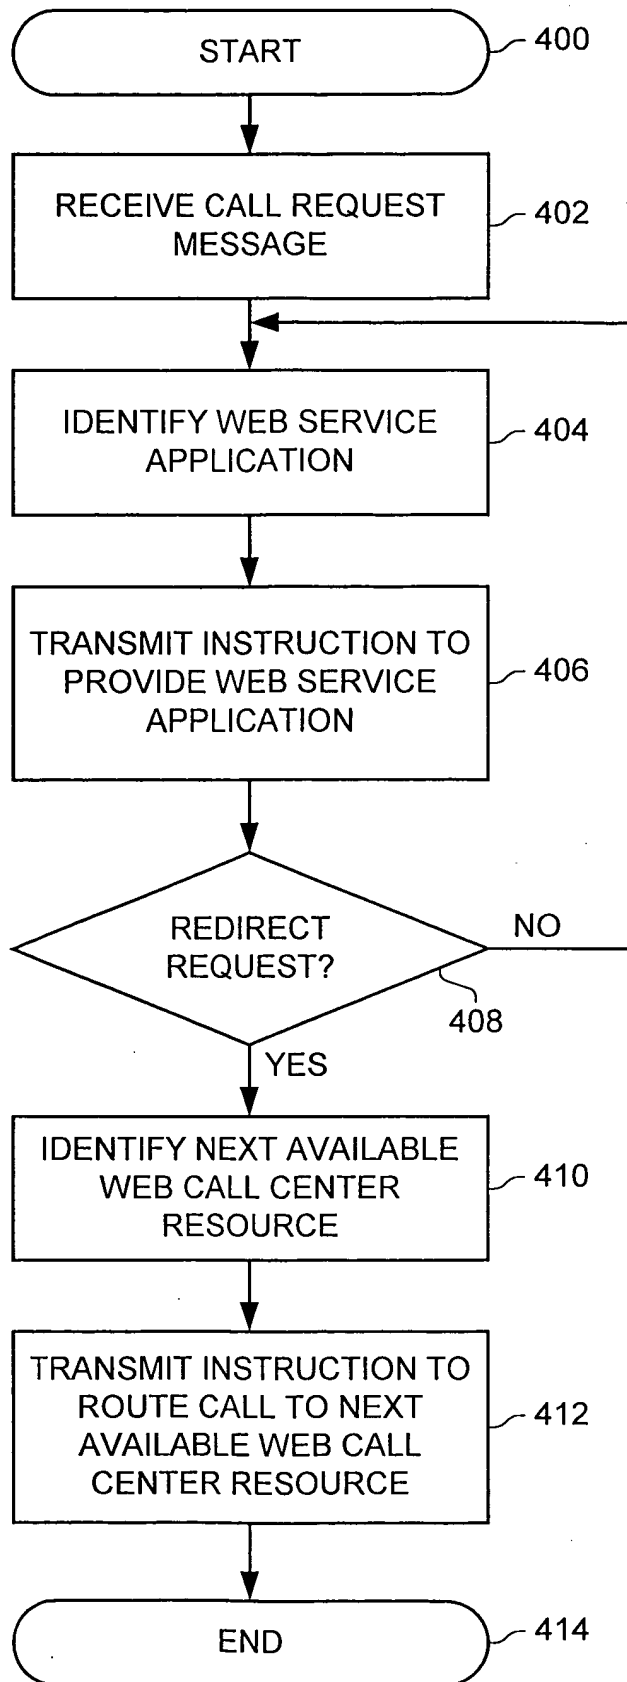 START
400
RECEIVE CALL REQUEST
MESSAGE
402
IDENTIFY WEB SERVICE
APPLICATION
404
TRANSMIT INSTRUCTION TO
PROVIDE WEB SERVICE
APPLICATION
406
REDIRECT
REQUEST?
NO
408
YES
IDENTIFY NEXT AVAILABLE
WEB CALL CENTER
RESOURCE
410
TRANSMIT INSTRUCTION TO
ROUTE CALL TO NEXT
AVAILABLE WEB CALL
CENTER RESOURCE
412
END
414